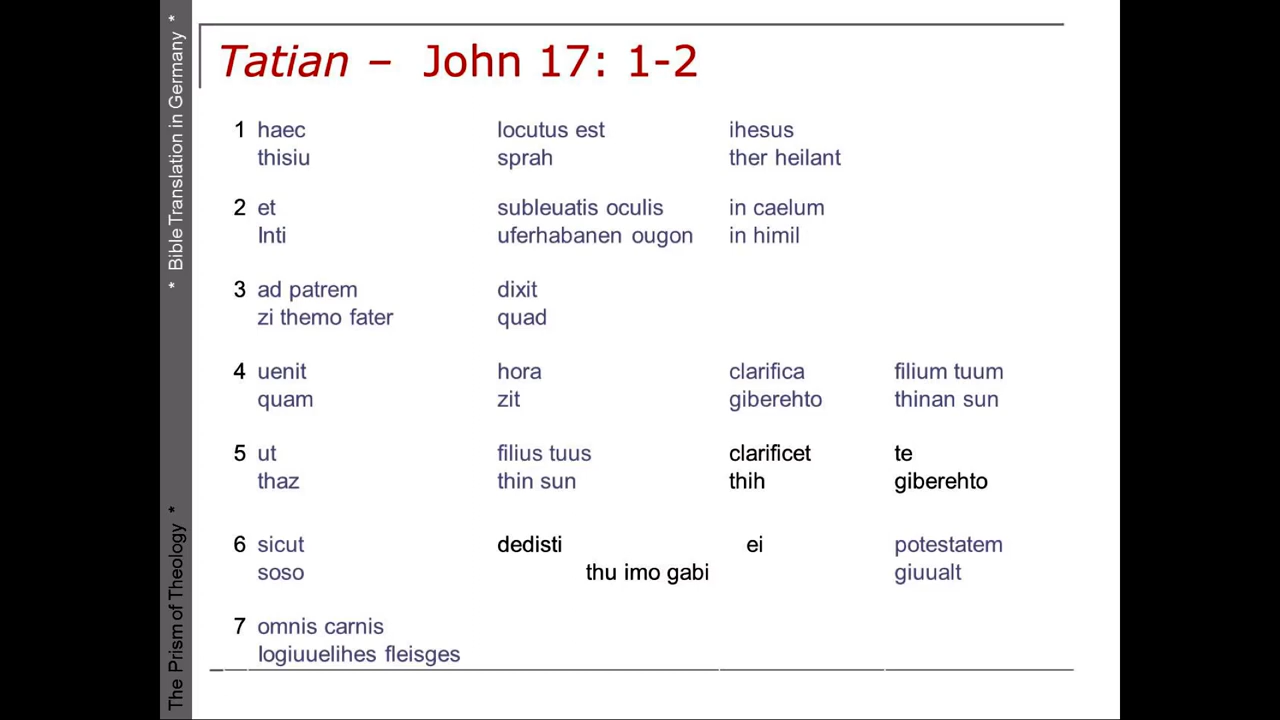 Tatian – John 17: 1-2
1 haec locutus est ihesus
thisiu sprah ther heilant
2 et subleuatis oculis in caelum
Inti uferhabanen ougon in himil
3 ad patrem dixit
zi themo fater quad
4 uenit hora clarifica filium tuum
quam zit giberehto thinan sun
5 ut filius tuus clarificet te
thaz thin sun thih giberehto
6 sicut dedisti ei potestatem
soso thu imo gabi giuualt
7 omnis carnis
logiuuelihes fleisges
The Prism of Theology * * Bible Translation in Germany *